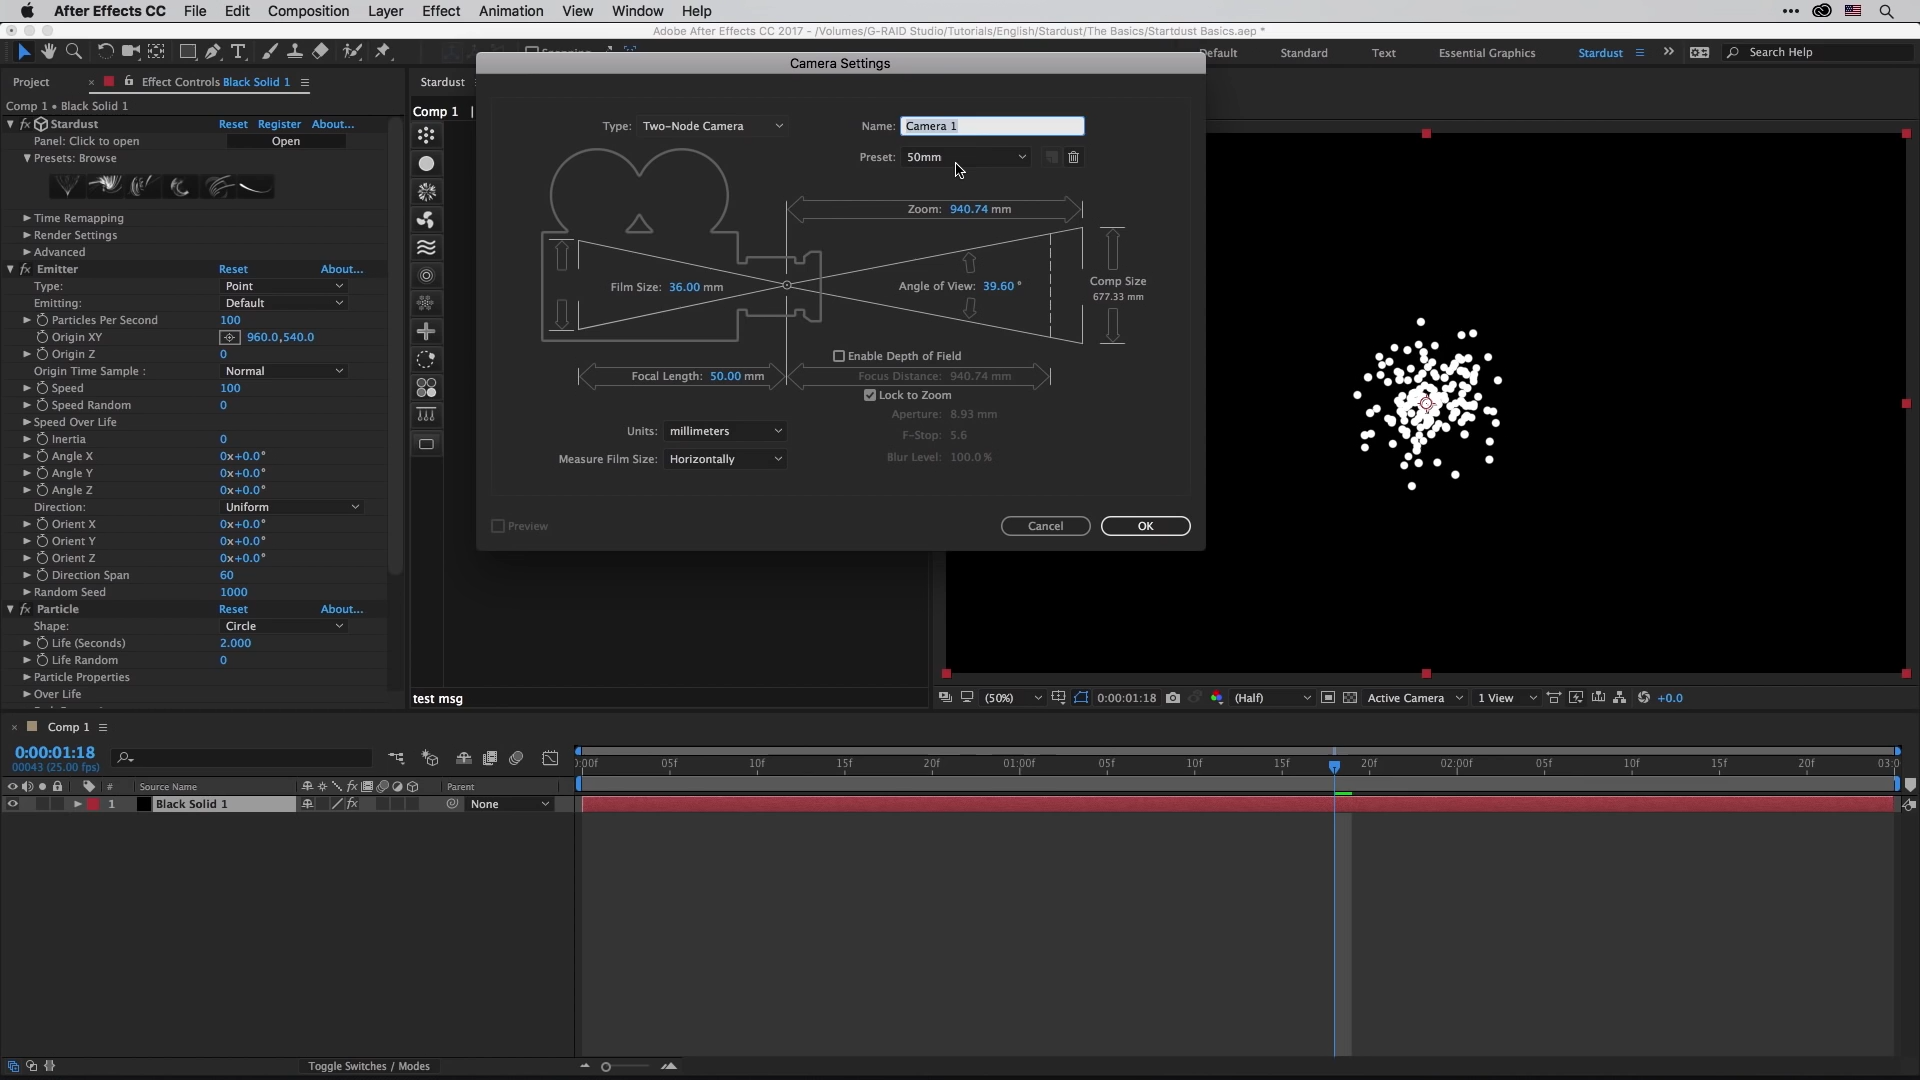 After Effects CC File Edit Composition Layer Effect Animation View Window Help
Adobe After Effects CC 2017 - /Volumes/G-RAID Studio/Tutorials/English/Stardust/The Basics/Startdust Basics.aep *
Snapping Default Standard Text Essential Graphics Stardust Search Help
Project Effect Controls Black Solid 1 Stardust
Comp 1 • Black Solid 1
Stardust Reset Register About...
Panel: Click to open Open
Presets: Browse
Time Remapping
Render Settings
Advanced
Emitter Reset About...
Type: Point
Emitting: Default
Particles Per Second 100
Origin XY 960.0,540.0
Origin Z 0
Origin Time Sample : Normal
Speed 100
Speed Random 0
Speed Over Life
Inertia 0
Angle X 0x+0.0°
Angle Y 0x+0.0°
Angle Z 0x+0.0°
Direction: Uniform
Orient X 0x+0.0°
Orient Y 0x+0.0°
Orient Z 0x+0.0°
Direction Span 60
Random Seed 1000
Particle Reset About...
Shape: Circle
Life (Seconds) 2.000
Life Random 0
Particle Properties
Over Life
Comp 1
test msg
Camera Settings
Type: Two-Node Camera Name: Camera 1
Preset: 50mm
Zoom: 940.74 mm
Film Size: 36.00 mm Angle of View: 39.60 ° Comp Size
677.33 mm
Enable Depth of Field
Focal Length: 50.00 mm Focus Distance: 940.74 mm
Lock to Zoom
Aperture: 8.93 mm
Units: millimeters F-Stop: 5.6
Measure Film Size: Horizontally Blur Level: 100.0 %
Preview Cancel OK
(50%) 0:00:01:18 (Half) Active Camera 1 View +0.0
Comp 1
0:00:01:18
00043 (25.00 fps)
):00f 05f 10f 15f 20f 01:00f 05f 10f 15f 20f 02:00f 05f 10f 15f 20f 03:0
# Source Name Parent
1 Black Solid 1 None
Toggle Switches / Modes